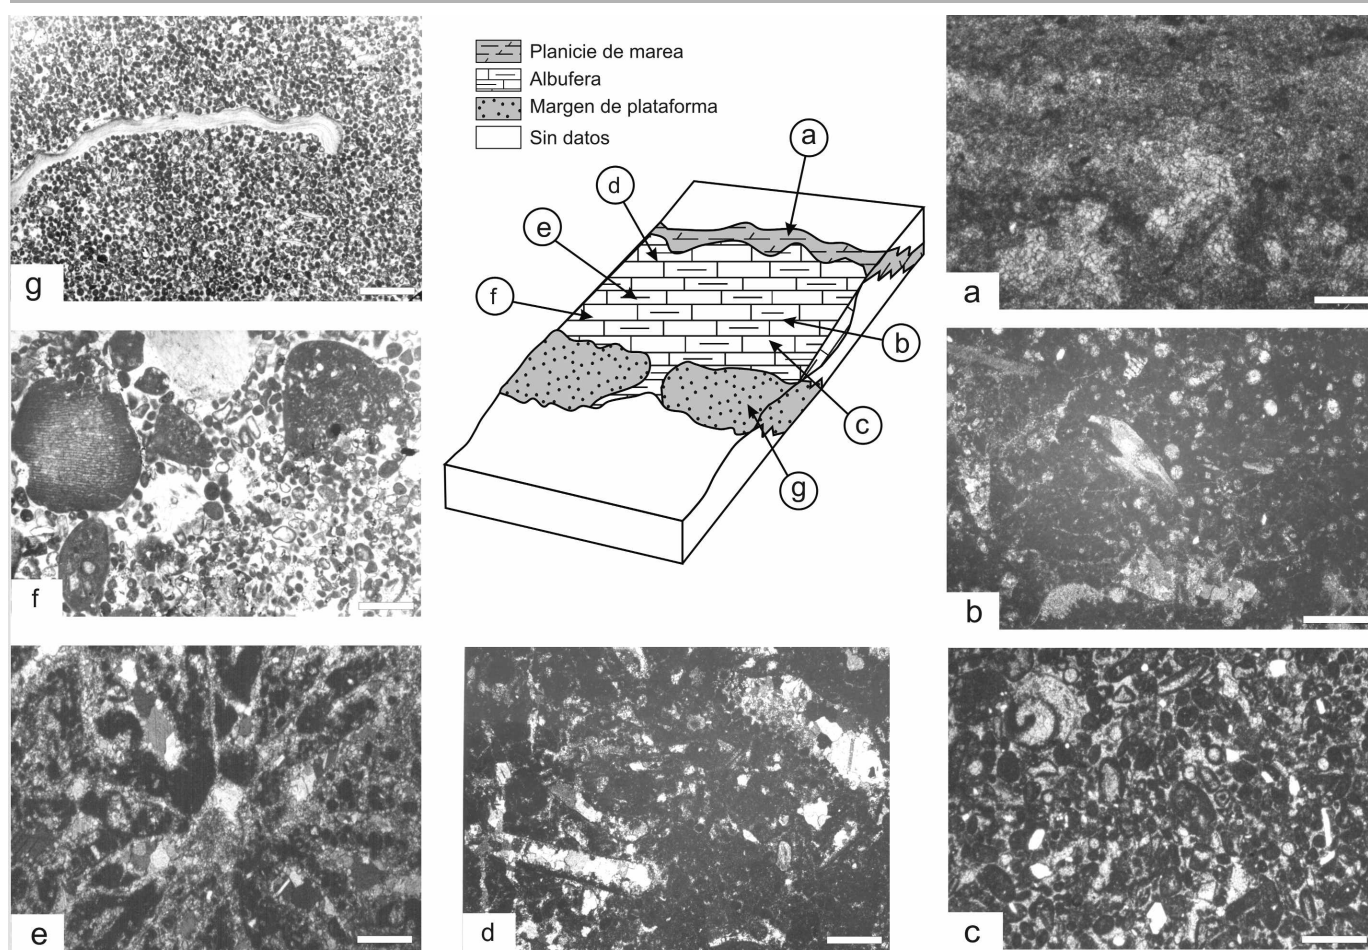 Planicie de marea
Albufera
Margen de plataforma
Sin datos
a
d
e
f
b
c
g
g
a
f
b
e
d
c